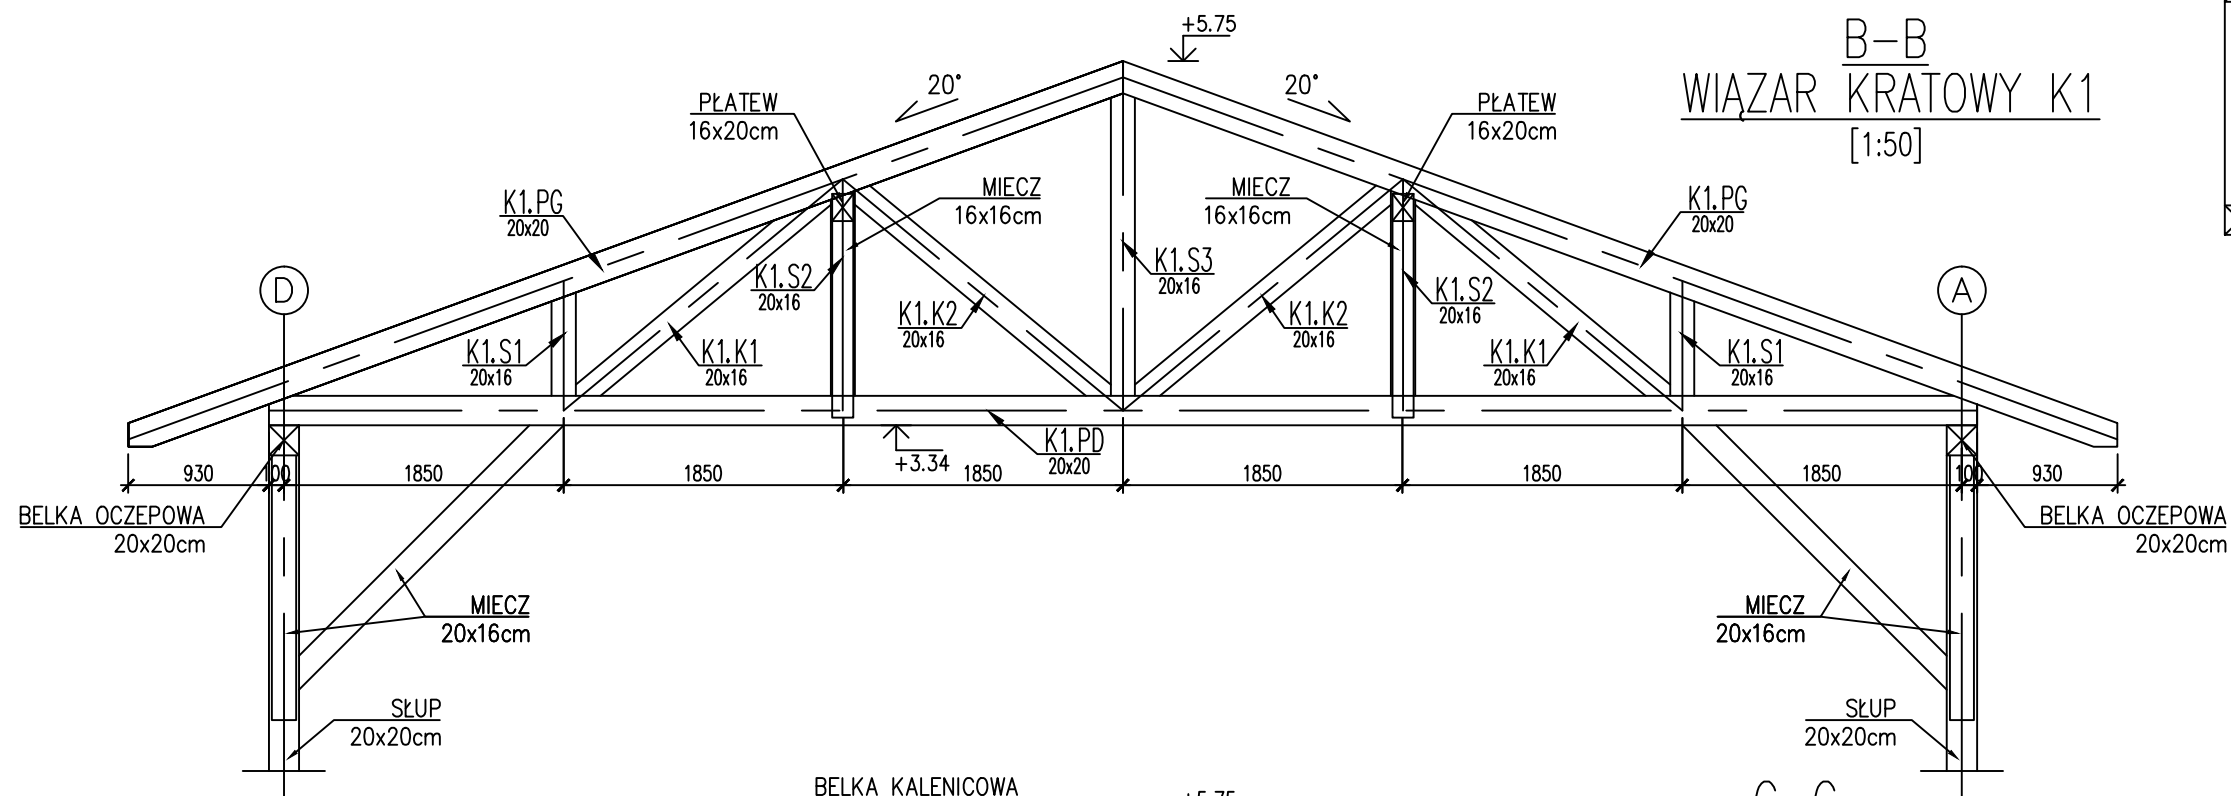 +5.75
B-B
WIĄZAR KRATOWY K1
[1:50]
20°
20°
PŁATEW
16x20cm
PŁATEW
16x20cm
MIECZ
16x16cm
MIECZ
16x16cm
K1.PG
20x20
K1.PG
20x20
D
A
K1.S2
20x16
K1.S3
20x16
K1.S2
20x16
K1.K2
20x16
K1.K2
20x16
K1.S1
20x16
K1.K1
20x16
K1.K1
20x16
K1.S1
20x16
K1.PD
20x20
+3.34
930 100 1850 1850 1850 1850 1850 1850 100 930
BELKA OCZEPOWA
20x20cm
BELKA OCZEPOWA
20x20cm
MIECZ
20x16cm
MIECZ
20x16cm
SŁUP
20x20cm
SŁUP
20x20cm
BELKA KALENICOWA
+5.75